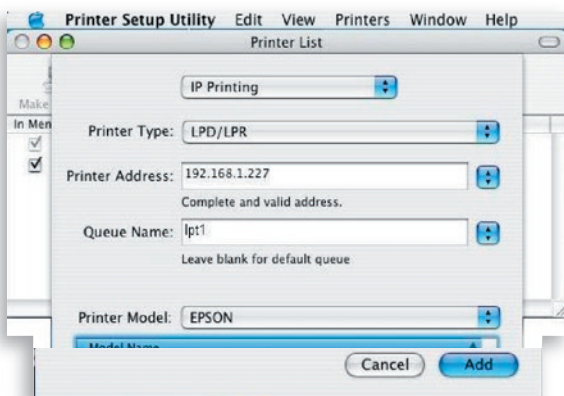 Printer Setup Utility Edit View Printers Window Help
Printer List
IP Printing
Make
In Men
Printer Type: LPD/LPR
Printer Address: 192.168.1.227
Complete and valid address.
Queue Name: lpt1
Leave blank for default queue
Printer Model: EPSON
Model Name
Cancel Add